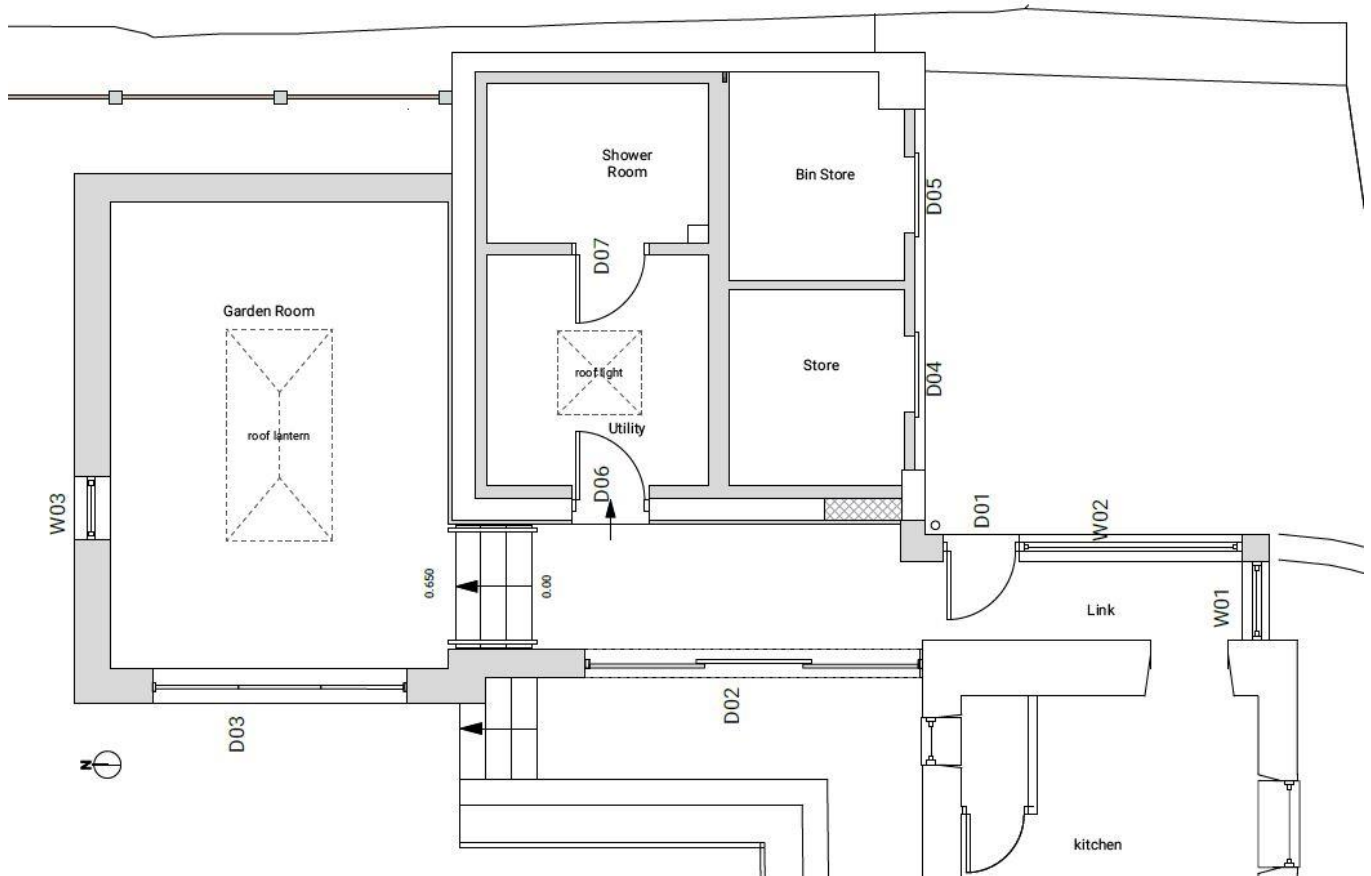 Shower
Room
Bin Store
D05
D07
Garden Room
roof light
Store
D04
roof lantern
Utility
D06
W03
D01
W02
0.650
0.00
Link
W01
D02
D03
N
kitchen